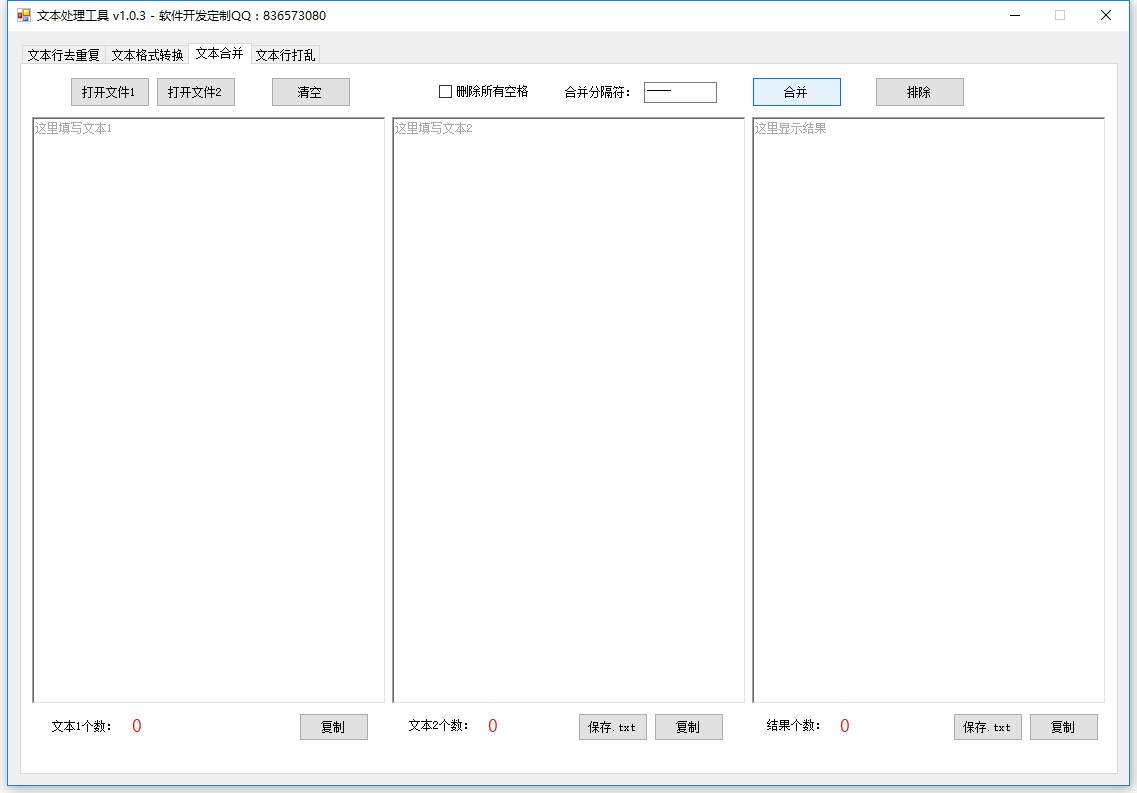 文本处理工具 v1.0.3 - 软件开发定制QQ：836573080
文本行去重复 文本格式转换 文本合并 文本行打乱
打开文件1 打开文件2 清空 删除所有空格 合并分隔符： —— 合并 排除
这里填写文本1 这里填写文本2 这里显示结果
文本1个数： 0 复制 文本2个数： 0 保存.txt 复制 结果个数： 0 保存.txt 复制